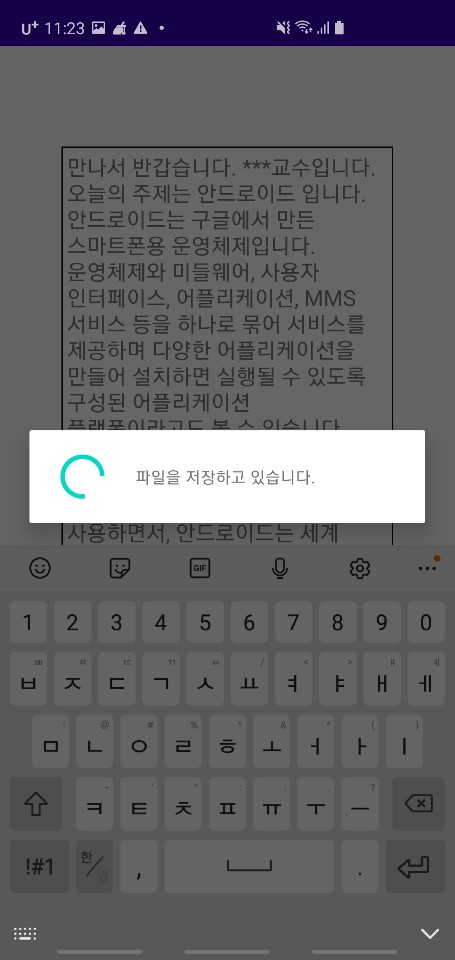 U+ 11:23
만나서 반갑습니다. ***교수입니다.
오늘의 주제는 안드로이드 입니다.
안드로이드는 구글에서 만든
스마트폰용 운영체제입니다.
운영체제와 미들웨어, 사용자
인터페이스, 어플리케이션, MMS
서비스 등을 하나로 묶어 서비스를
제공하며 다양한 어플리케이션을
만들어 설치하면 실행될 수 있도록
구성된 어플리케이션
플랫폼이라고도 볼 수 있습니다
파일을 저장하고 있습니다.
사용하면서, 안드로이드는 세계
GIF
1 2 3 4 5 6 7 8 9 0
ㅃ ㅉ ㄸ ㄲ ㅆ / < > ㅒ ㅖ
ㅂ ㅈ ㄷ ㄱ ㅅ ㅛ ㅕ ㅑ ㅐ ㅔ
! @ # % ^ & * ( )
ㅁ ㄴ ㅇ ㄹ ㅎ ㅗ ㅓ ㅏ ㅣ
- ' " : ; , ?
ㅋ ㅌ ㅊ ㅍ ㅠ ㅜ ㅡ
!#1 한/영 , .